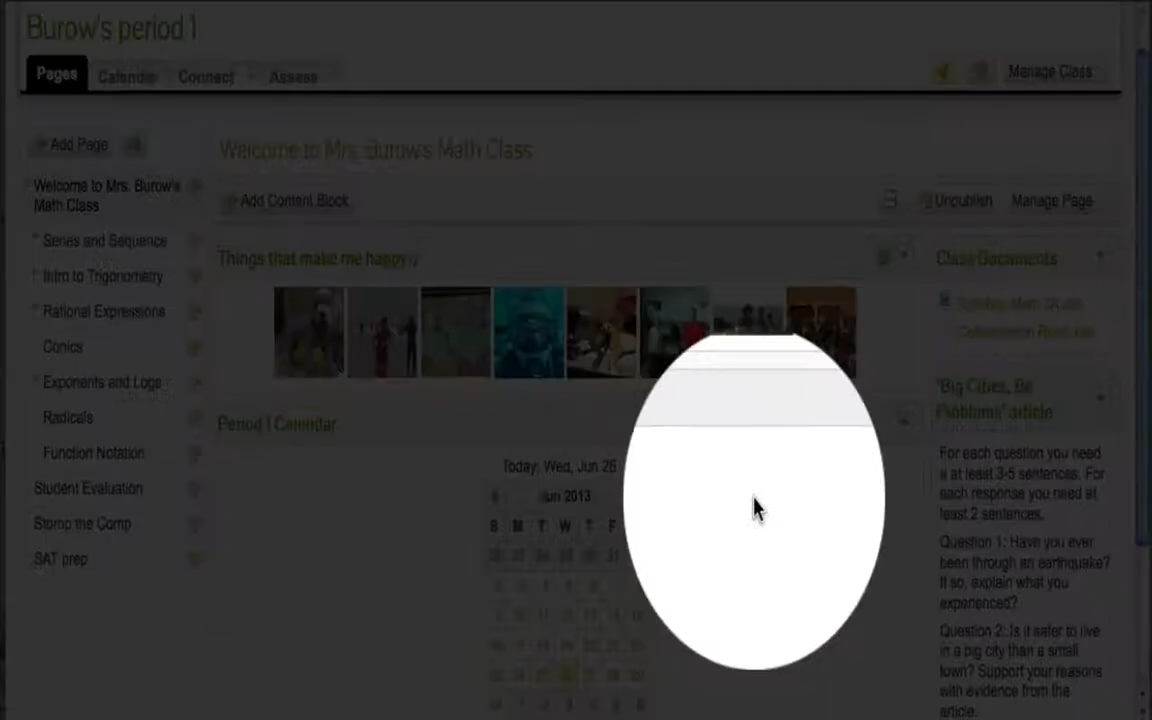 Burow's period 1
Pages
Calendar
Connect
Assess
Manage Class
Add Page
Welcome to Mrs. Burow's
Math Class
Series and Sequence
Intro to Trigonometry
Rational Expressions
Conics
Exponents and Logs
Radicals
Function Notation
Student Evaluation
Stomp the Comp
SAT prep
Welcome to Mrs. Burow's Math Class
Add Content Block
Unpublish
Manage Page
Things that make me happy
Period 1 Calendar
Today: Wed, Jun 26
Jun 2013
S M T W T F
Class Documents
"Big Cities, Big
Problems" article
For each question you need
a at least 3-5 sentences. For
each response you need at
least 2 sentences.
Question 1: Have you ever
been through an earthquake?
If so, explain what you
experienced?
Question 2: Is it safer to live
in a big city than a small
town? Support your reasons
with evidence from the
article.